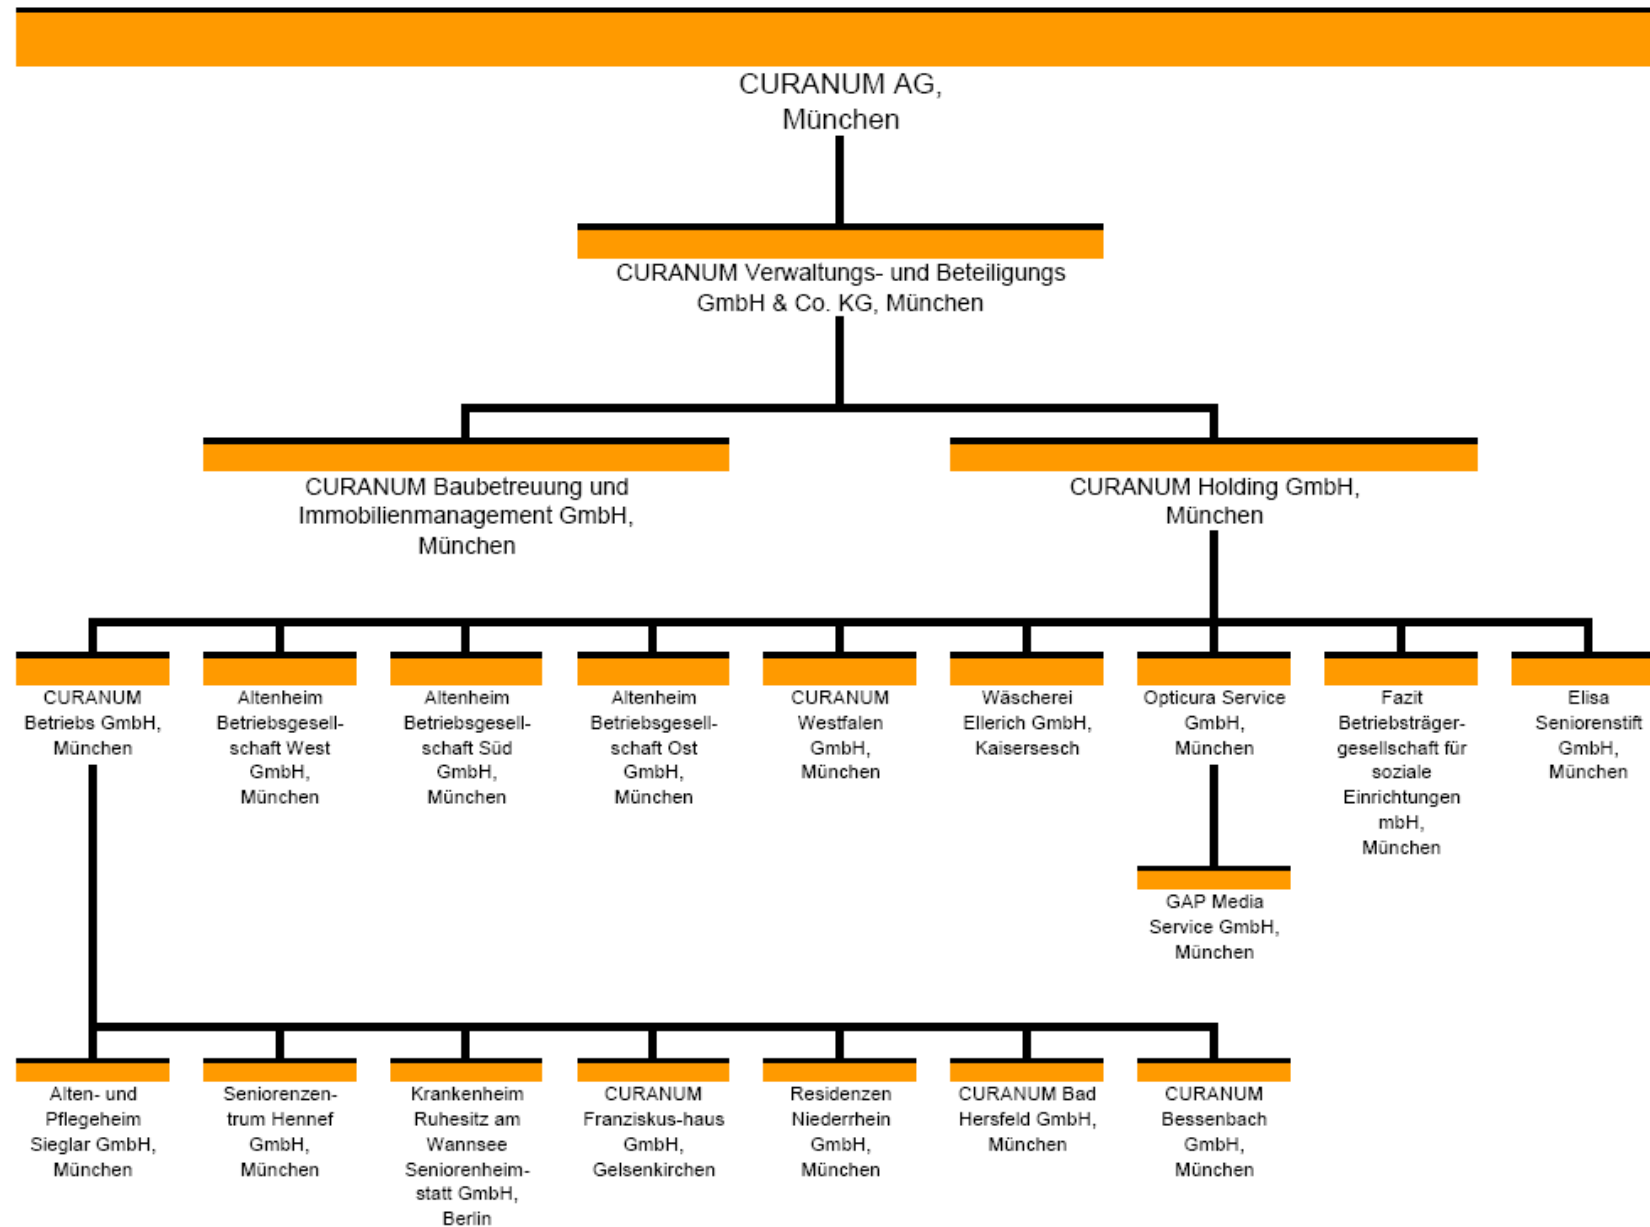 CURANUM AG,
München
CURANUM Verwaltungs- und Beteiligungs
GmbH & Co. KG, München
CURANUM Baubetreuung und
Immobilienmanagement GmbH,
München
CURANUM Holding GmbH,
München
CURANUM
Betriebs GmbH,
München
Altenheim
Betriebsgesell-
schaft West
GmbH,
München
Altenheim
Betriebsgesell-
schaft Süd
GmbH,
München
Altenheim
Betriebsgesell-
schaft Ost
GmbH,
München
CURANUM
Westfalen
GmbH,
München
Wäscherei
Ellerich GmbH,
Kaisersesch
Opticura Service
GmbH,
München
Fazit
Betriebsträger-
gesellschaft für
soziale
Einrichtungen
mbH,
München
Elisa
Seniorenstift
GmbH,
München
GAP Media
Service GmbH,
München
Alten- und
Pflegeheim
Sieglar GmbH,
München
Seniorenzen-
trum Hennef
GmbH,
München
Krankenheim
Ruhesitz am
Wannsee
Seniorenheim-
statt GmbH,
Berlin
CURANUM
Franziskus-haus
GmbH,
Gelsenkirchen
Residenzen
Niederrhein
GmbH,
München
CURANUM Bad
Hersfeld GmbH,
München
CURANUM
Bessenbach
GmbH,
München